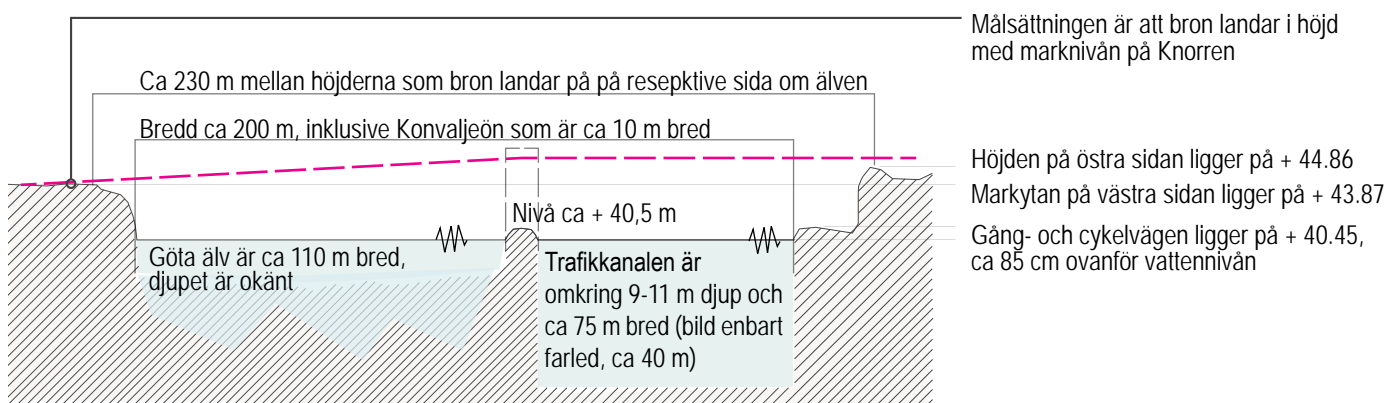 Målsättningen är att bron landar i höjd
med marknivån på Knorren
Ca 230 m mellan höjderna som bron landar på på resepktive sida om älven
Bredd ca 200 m, inklusive Konvaljeön som är ca 10 m bred
Höjden på östra sidan ligger på + 44.86
Markytan på västra sidan ligger på + 43.87
Gång- och cykelvägen ligger på + 40.45,
ca 85 cm ovanför vattennivån
Nivå ca + 40,5 m
Göta älv är ca 110 m bred,
djupet är okänt
Trafikkanalen är
omkring 9-11 m djup och
ca 75 m bred (bild enbart
farled, ca 40 m)